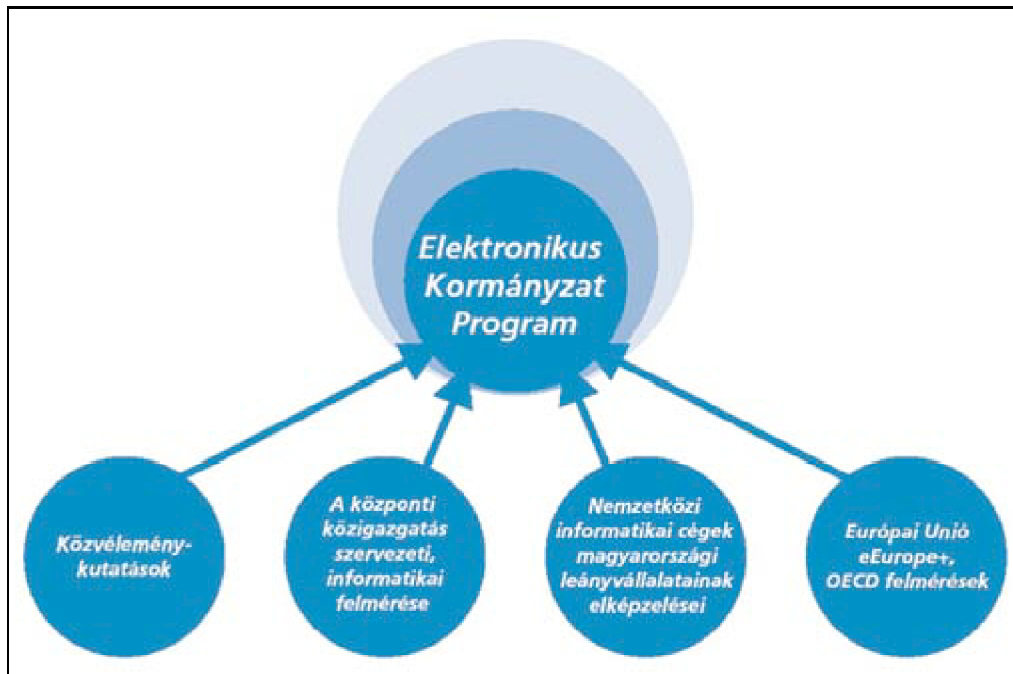 Elektronikus
Kormányzat
Program
Közvélemény-
kutatások
A központi
közigazgatás
szervezeti,
informatikai
felmérése
Nemzetközi
informatikai cégek
magyarországi
leányvállalatainak
elképzelései
Európai Unió
eEurope+,
OECD felmérések